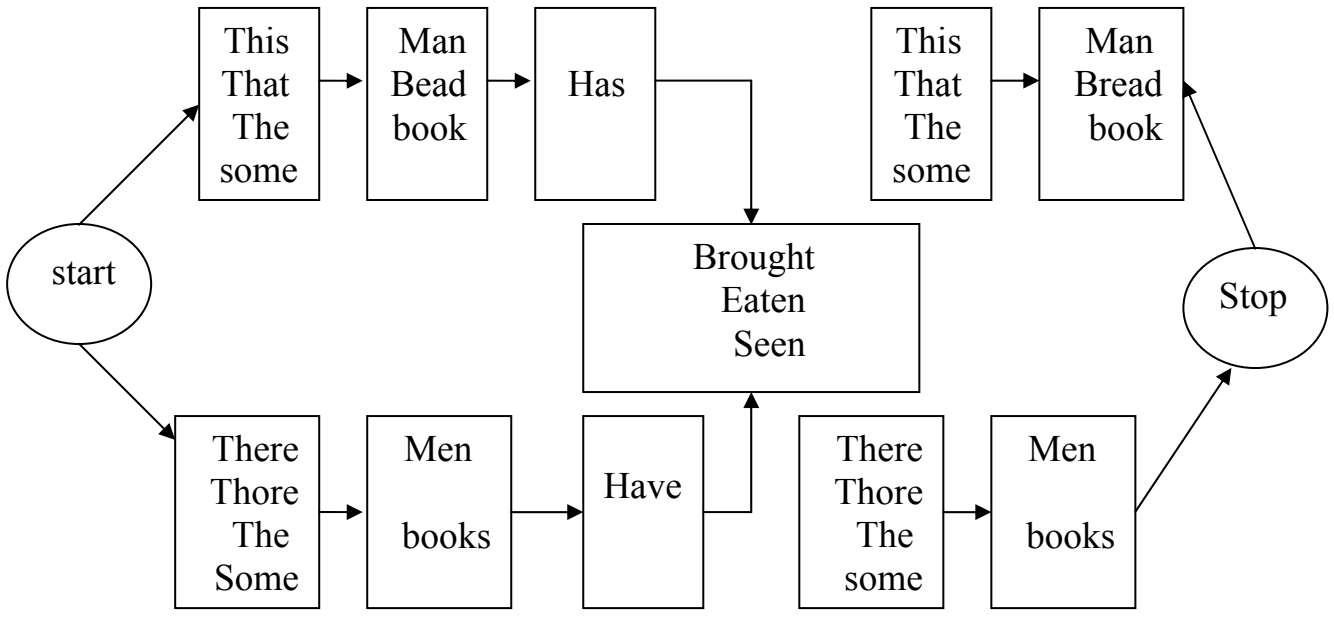 This
That
The
some
Man
Bead
book
Has
This
That
The
some
Man
Bread
book
start
Brought
Eaten
Seen
Stop
There
Thore
The
Some
Men
books
Have
There
Thore
The
some
Men
books